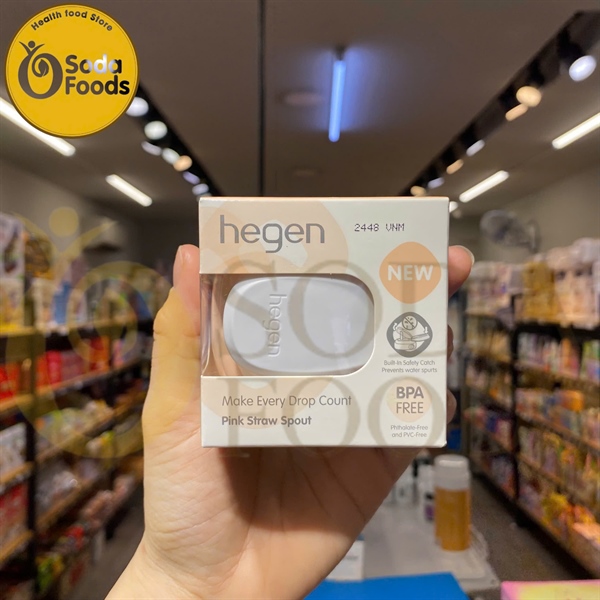 Health food Store
Soda
Foods
hegen
2448 VNM
NEW
hegen
Built-In Safety Catch
Prevents water spurts
Make Every Drop Count
Pink Straw Spout
BPA
FREE
Phthalate-Free
and PVC-Free